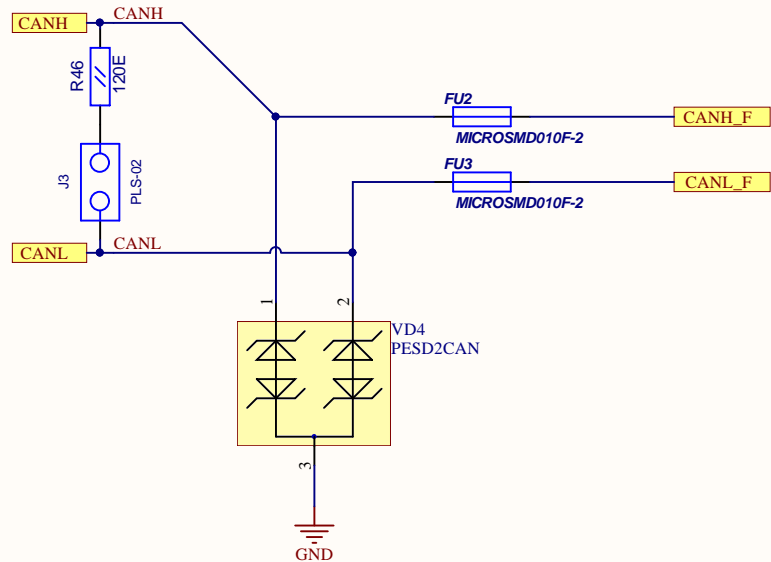 CANH
CANH
R46
120E
J3
PLS-02
CANL
CANL
FU2
MICROSMD010F-2
CANH_F
FU3
MICROSMD010F-2
CANL_F
1
2
VD4
PESD2CAN
3
GND